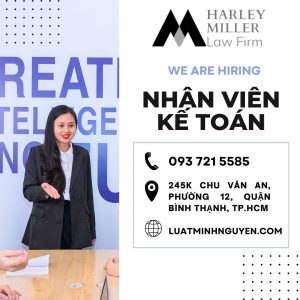 HARLEY
MILLER
Law Firm
WE ARE HIRING
NHÂN VIÊN
KẾ TOÁN
093 721 5585
245K CHU VĂN AN,
PHƯỜNG 12, QUẬN
BÌNH THẠNH, TP.HCM
LUATMINHNGUYEN.COM